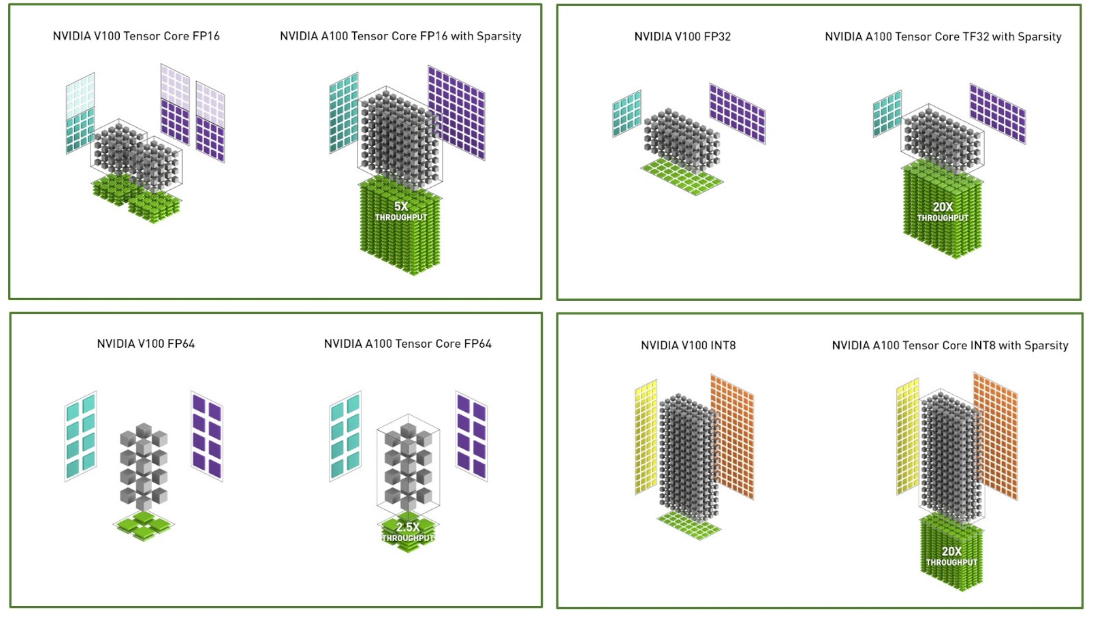 NVIDIA V100 Tensor Core FP16
NVIDIA A100 Tensor Core FP16 with Sparsity
5X
THROUGHPUT
NVIDIA V100 FP32
NVIDIA A100 Tensor Core TF32 with Sparsity
20X
THROUGHPUT
NVIDIA V100 FP64
NVIDIA A100 Tensor Core FP64
2.5X
THROUGHPUT
NVIDIA V100 INT8
NVIDIA A100 Tensor Core INT8 with Sparsity
20X
THROUGHPUT